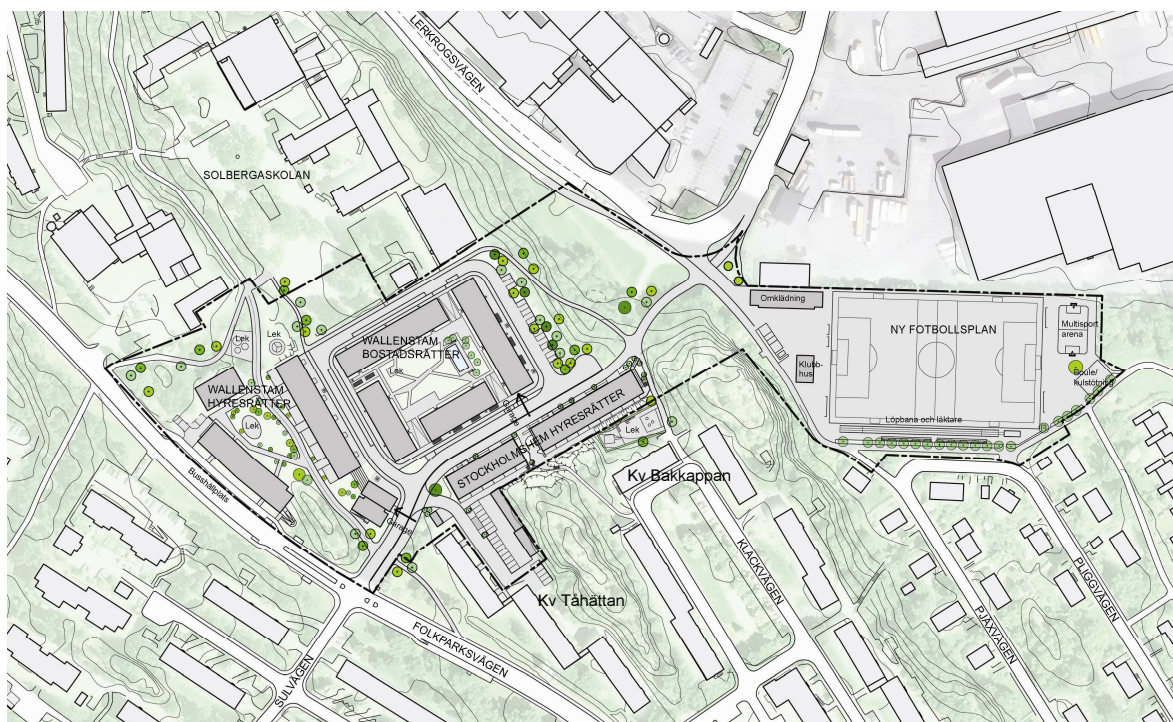 LERKROGSVÄGEN
SOLBERGASKOLAN
Omklädning
NY FOTBOLLSPLAN
Multisport
arena
Lek
Lek
WALLENSTAM
BOSTADSRÄTTER
Lek
Klubb-
hus
Boule/
kulstötning
WALLENSTAM
HYRESRÄTTER
Lek
STOCKHOLMSHEM HYRESRÄTTER
Lek
Löpbana och läktare
Busshållplats
Garage
Kv Bakkappan
Kv Tåhättan
KLACKVÄGEN
PLIGGVÄGEN
PJÄXVÄGEN
FOLKPARKSVÄGEN
SULVÄGEN